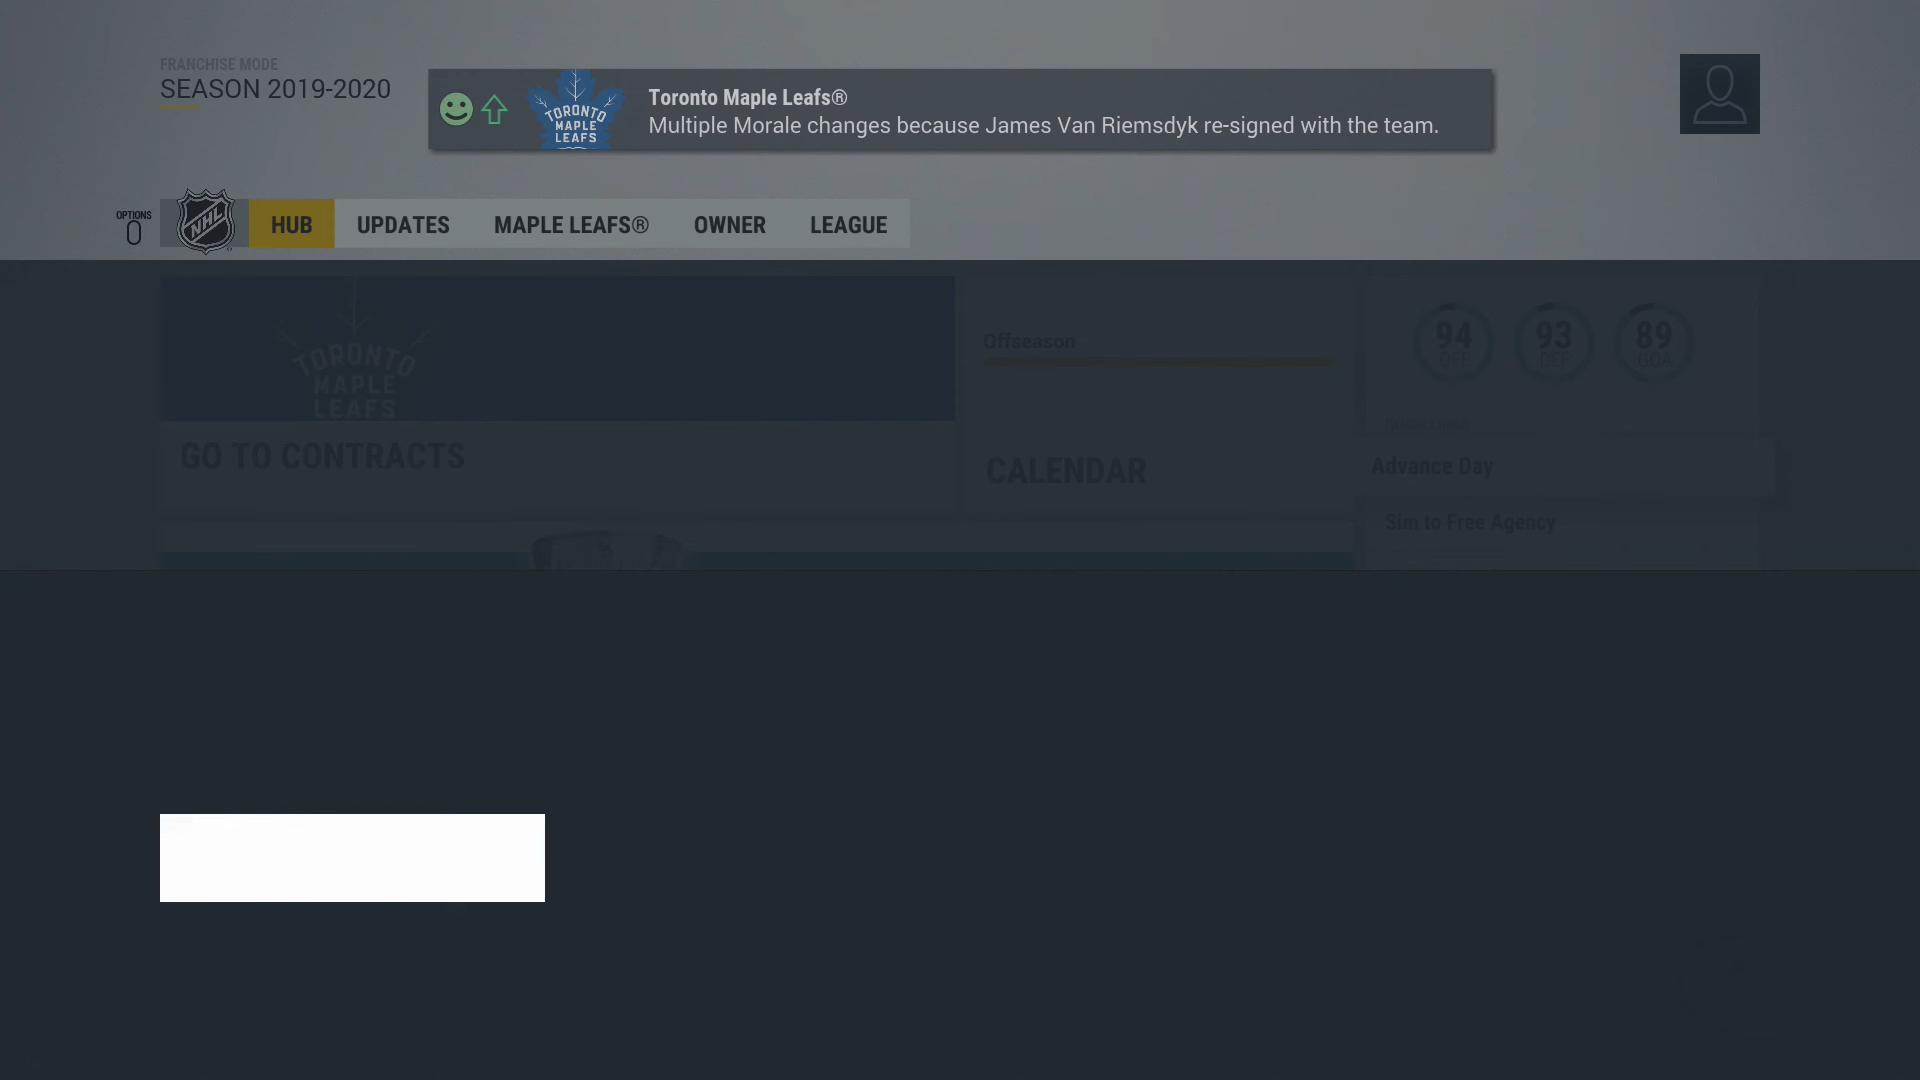 FRANCHISE MODE
SEASON 2019-2020
TORONTO
MAPLE
LEAFS
Toronto Maple Leafs®
Multiple Morale changes because James Van Riemsdyk re-signed with the team.
OPTIONS
NHL
HUB
UPDATES
MAPLE LEAFS®
OWNER
LEAGUE
TORONTO
MAPLE
LEAFS
GO TO CONTRACTS
Offseason
CALENDAR
94
OFF
93
DEF
89
GOA
Advance Day
Sim to Free Agency